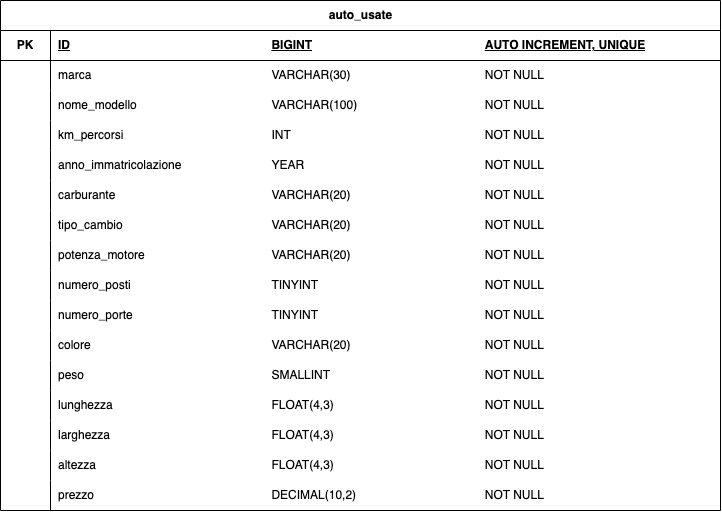 auto_usate
PK ID BIGINT AUTO INCREMENT, UNIQUE
marca VARCHAR(30) NOT NULL
nome_modello VARCHAR(100) NOT NULL
km_percorsi INT NOT NULL
anno_immatricolazione YEAR NOT NULL
carburante VARCHAR(20) NOT NULL
tipo_cambio VARCHAR(20) NOT NULL
potenza_motore VARCHAR(20) NOT NULL
numero_posti TINYINT NOT NULL
numero_porte TINYINT NOT NULL
colore VARCHAR(20) NOT NULL
peso SMALLINT NOT NULL
lunghezza FLOAT(4,3) NOT NULL
larghezza FLOAT(4,3) NOT NULL
altezza FLOAT(4,3) NOT NULL
prezzo DECIMAL(10,2) NOT NULL